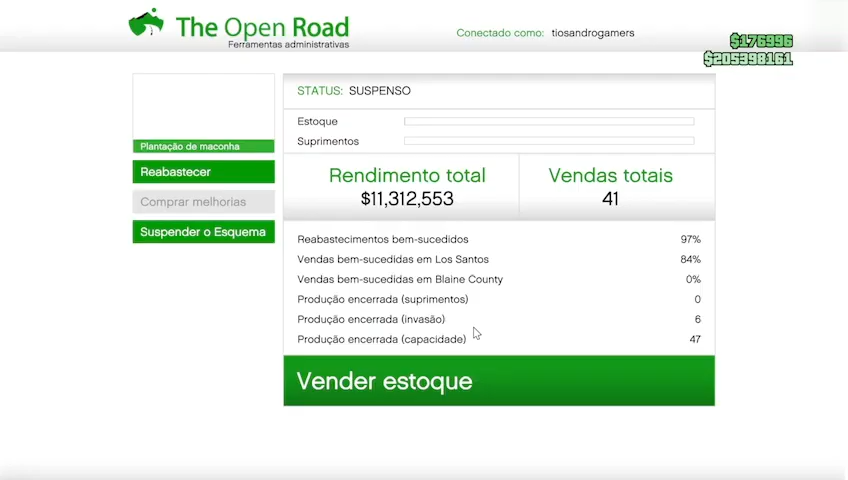 The Open Road
Ferramentas administrativas
Conectado como: tiosandrogamers
$176996
$205398161
STATUS: SUSPENSO
Estoque
Suprimentos
Plantação de maconha
Reabastecer
Comprar melhorias
Suspender o Esquema
Rendimento total
$11,312,553
Vendas totais
41
Reabastecimentos bem-sucedidos 97%
Vendas bem-sucedidas em Los Santos 84%
Vendas bem-sucedidas em Blaine County 0%
Produção encerrada (suprimentos) 0
Produção encerrada (invasão) 6
Produção encerrada (capacidade) 47
Vender estoque